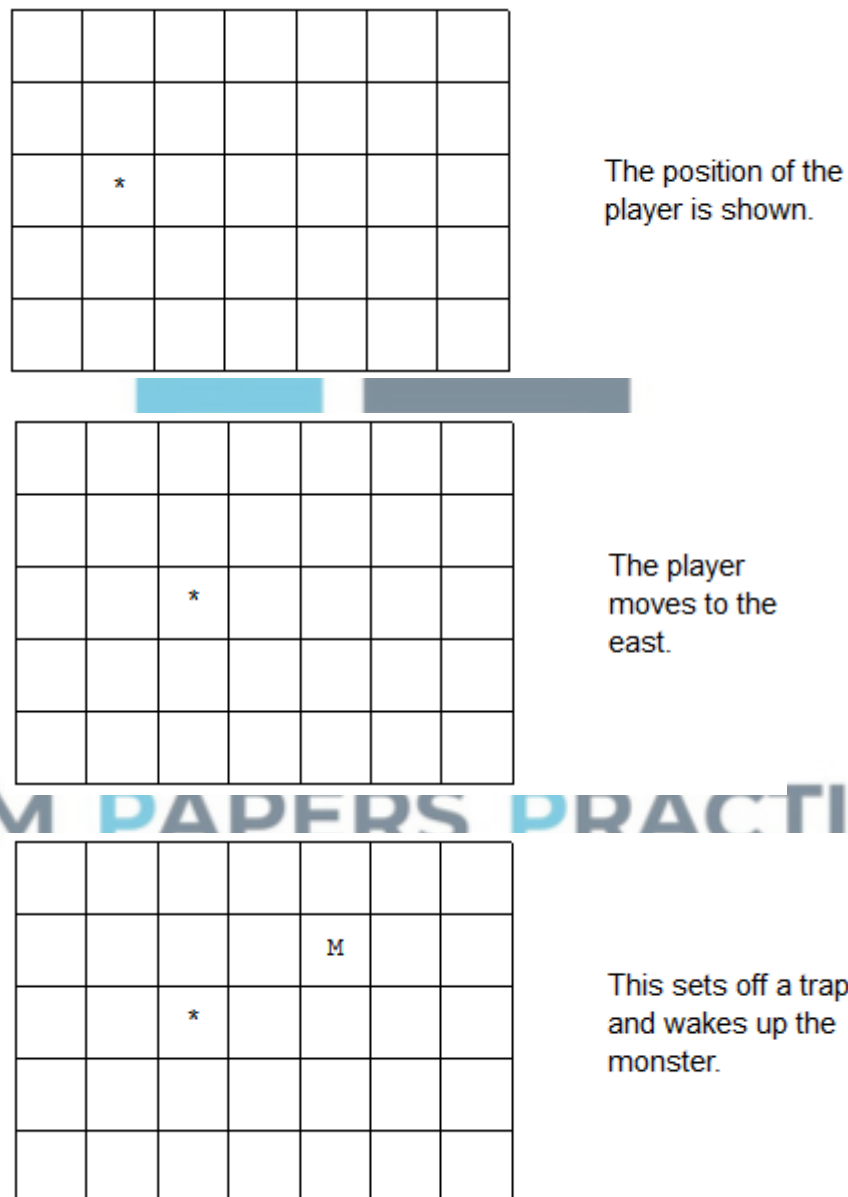 *
The position of the
player is shown.
*
The player
moves to the
east.
M PAPERS PRACTI
M
*
This sets off a trap
and wakes up the
monster.